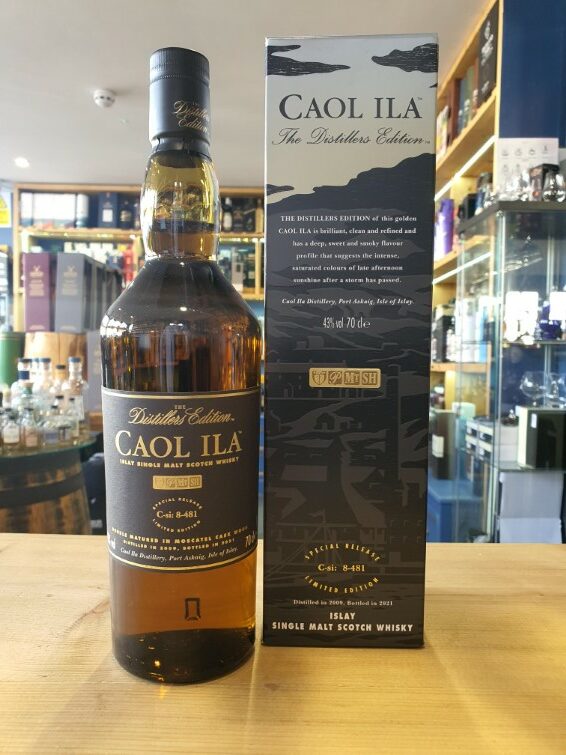 The
Distillers
Edition
THE
Distillers Edition™
CAOL ILA™
ISLAY SINGLE MALT SCOTCH WHISKY
SPECIAL RELEASE
C-si: 8-481
LIMITED EDITION
DOUBLE MATURED IN MOSCATEL CASK WOOD
DISTILLED IN 2009, BOTTLED IN 2021
Caol Ila Distillery, Port Askaig, Isle of Islay.
CAOL ILA™
The Distillers Edition™
THE DISTILLERS EDITION of this golden
CAOL ILA is brilliant, clean and refined and
has a deep, sweet and smoky flavour
profile that suggests the intense,
saturated colours of late afternoon
sunshine after a storm has passed.
Caol Ila Distillery, Port Askaig, Isle of Islay.
43%vol 70 cl e
SPECIAL RELEASE
C-si: 8-481
LIMITED EDITION
Distilled in 2009, Bottled in 2021
ISLAY
SINGLE MALT SCOTCH WHISKY